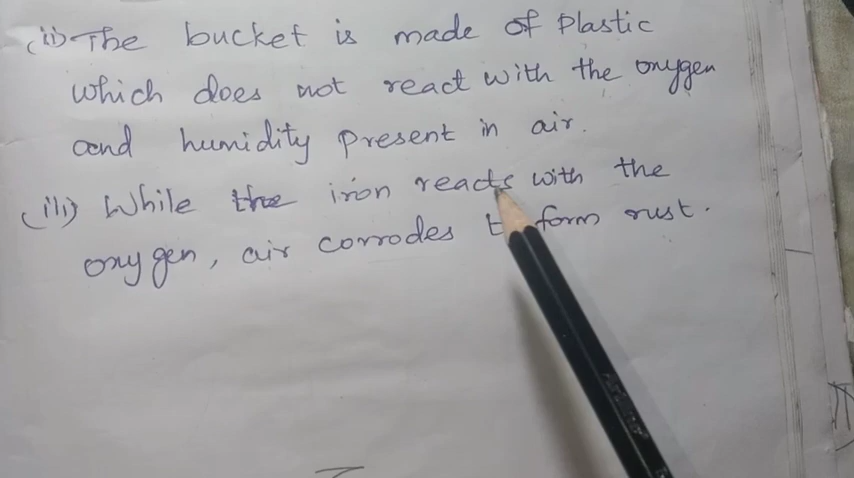 (ii) The bucket is made of Plastic
which does not react with the oxygen
and humidity present in air.
(iii) While the iron reacts with the
oxygen, air corrodes form rust.